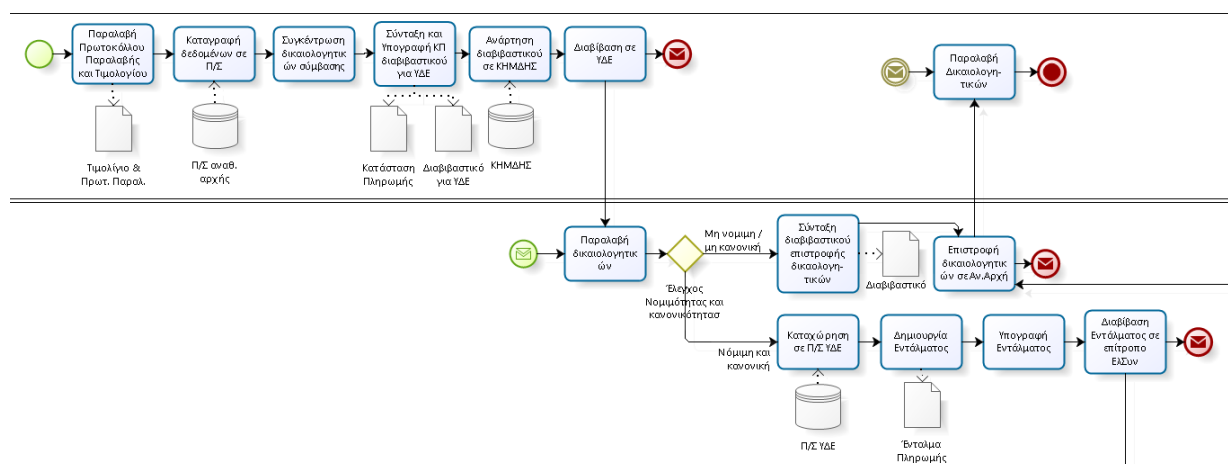 Παραλαβή
Πρωτοκόλλου
Παραλαβής
και Τιμολογίου
Καταγραφή
δεδομένων σε
Π/Σ
Συγκέντρωση
δικαιολογητικ
ών σύμβασης
Σύνταξη και
Υπογραφή ΚΠ
διαβιβαστικού
για ΥΔΕ
Ανάρτηση
διαβιβαστικού
σε ΚΗΜΔΗΣ
Διαβίβαση σε
ΥΔΕ
Παραλαβή
Δικαιολογη-
τικών
Τιμολίγιο &
Πρωτ. Παραλ.
Π/Σ αναθ.
αρχής
Κατάσταση
Πληρωμής
Διαβιβαστικό
για ΥΔΕ
ΚΗΜΔΗΣ
Παραλαβή
δικαιολογητικ
ών
Μη νομιμη /
μη κανονική
Σύνταξη
διαβιβαστικού
επιστροφής
δικαολογη-
τικών
Διαβιβαστικό
Επιστροφή
δικαιολογητικ
ών σε Αν.Αρχή
Έλεγχος
Νομιμότητας και
κανονικότητασ
Νόμιμη και
κανονική
Καταχώρηση
σε Π/Σ ΥΔΕ
Δημιουργία
Εντάλματος
Υπογραφή
Εντάλματος
Διαβίβαση
Εντάλματος σε
επίτροπο
ΕλΣυν
Π/Σ ΥΔΕ
Ένταλμα
Πληρωμής